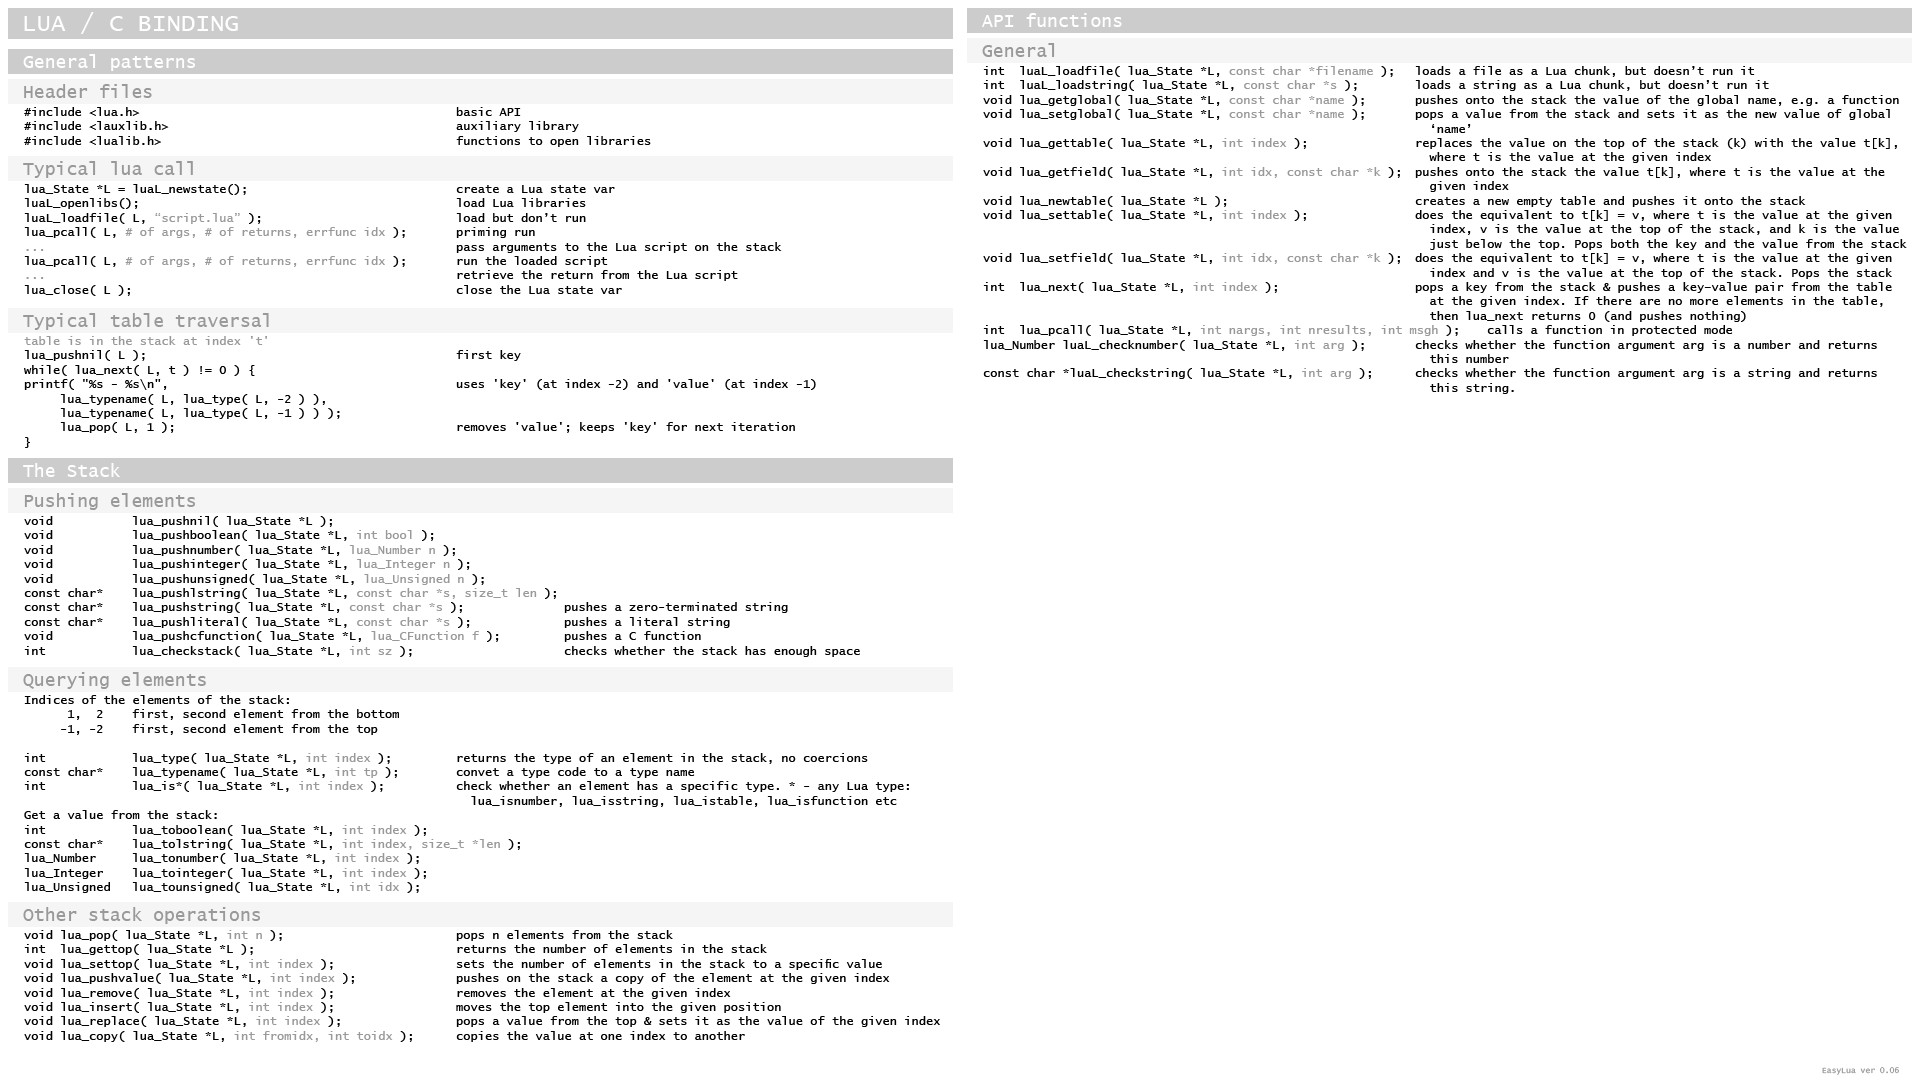 LUA / C BINDING
General patterns
Header files
#include <lua.h> basic API
#include <lauxlib.h> auxiliary library
#include <lualib.h> functions to open libraries
Typical lua call
lua_State *L = luaL_newstate(); create a Lua state var
luaL_openlibs(); load Lua libraries
luaL_loadfile( L, “script.lua” ); load but don’t run
lua_pcall( L, # of args, # of returns, errfunc idx ); priming run
... pass arguments to the Lua script on the stack
lua_pcall( L, # of args, # of returns, errfunc idx ); run the loaded script
... retrieve the return from the Lua script
lua_close( L ); close the Lua state var
Typical table traversal
table is in the stack at index 't'
lua_pushnil( L ); first key
while( lua_next( L, t ) != 0 ) {
printf( "%s - %s\n", uses 'key' (at index -2) and 'value' (at index -1)
lua_typename( L, lua_type( L, -2 ) ),
lua_typename( L, lua_type( L, -1 ) ) );
lua_pop( L, 1 ); removes 'value'; keeps 'key' for next iteration
}
The Stack
Pushing elements
void lua_pushnil( lua_State *L );
void lua_pushboolean( lua_State *L, int bool );
void lua_pushnumber( lua_State *L, lua_Number n );
void lua_pushinteger( lua_State *L, lua_Integer n );
void lua_pushunsigned( lua_State *L, lua_Unsigned n );
const char* lua_pushlstring( lua_State *L, const char *s, size_t len );
const char* lua_pushstring( lua_State *L, const char *s ); pushes a zero-terminated string
const char* lua_pushliteral( lua_State *L, const char *s ); pushes a literal string
void lua_pushcfunction( lua_State *L, lua_CFunction f ); pushes a C function
int lua_checkstack( lua_State *L, int sz ); checks whether the stack has enough space
Querying elements
Indices of the elements of the stack:
1, 2 first, second element from the bottom
-1, -2 first, second element from the top
int lua_type( lua_State *L, int index ); returns the type of an element in the stack, no coercions
const char* lua_typename( lua_State *L, int tp ); convet a type code to a type name
int lua_is*( lua_State *L, int index ); check whether an element has a specific type. * - any Lua type:
lua_isnumber, lua_isstring, lua_istable, lua_isfunction etc
Get a value from the stack:
int lua_toboolean( lua_State *L, int index );
const char* lua_tolstring( lua_State *L, int index, size_t *len );
lua_Number lua_tonumber( lua_State *L, int index );
lua_Integer lua_tointeger( lua_State *L, int index );
lua_Unsigned lua_tounsigned( lua_State *L, int idx );
Other stack operations
void lua_pop( lua_State *L, int n ); pops n elements from the stack
int lua_gettop( lua_State *L ); returns the number of elements in the stack
void lua_settop( lua_State *L, int index ); sets the number of elements in the stack to a specific value
void lua_pushvalue( lua_State *L, int index ); pushes on the stack a copy of the element at the given index
void lua_remove( lua_State *L, int index ); removes the element at the given index
void lua_insert( lua_State *L, int index ); moves the top element into the given position
void lua_replace( lua_State *L, int index ); pops a value from the top & sets it as the value of the given index
void lua_copy( lua_State *L, int fromidx, int toidx ); copies the value at one index to another
API functions
General
int luaL_loadfile( lua_State *L, const char *filename ); loads a file as a Lua chunk, but doesn’t run it
int luaL_loadstring( lua_State *L, const char *s ); loads a string as a Lua chunk, but doesn’t run it
void lua_getglobal( lua_State *L, const char *name ); pushes onto the stack the value of the global name, e.g. a function
void lua_setglobal( lua_State *L, const char *name ); pops a value from the stack and sets it as the new value of global
‘name’
void lua_gettable( lua_State *L, int index ); replaces the value on the top of the stack (k) with the value t[k],
where t is the value at the given index
void lua_getfield( lua_State *L, int idx, const char *k ); pushes onto the stack the value t[k], where t is the value at the
given index
void lua_newtable( lua_State *L ); creates a new empty table and pushes it onto the stack
void lua_settable( lua_State *L, int index ); does the equivalent to t[k] = v, where t is the value at the given
index, v is the value at the top of the stack, and k is the value
just below the top. Pops both the key and the value from the stack
void lua_setfield( lua_State *L, int idx, const char *k ); does the equivalent to t[k] = v, where t is the value at the given
index and v is the value at the top of the stack. Pops the stack
int lua_next( lua_State *L, int index ); pops a key from the stack & pushes a key-value pair from the table
at the given index. If there are no more elements in the table,
then lua_next returns 0 (and pushes nothing)
int lua_pcall( lua_State *L, int nargs, int nresults, int msgh ); calls a function in protected mode
lua_Number luaL_checknumber( lua_State *L, int arg ); checks whether the function argument arg is a number and returns
this number
const char *luaL_checkstring( lua_State *L, int arg ); checks whether the function argument arg is a string and returns
this string.
EasyLua ver 0.06